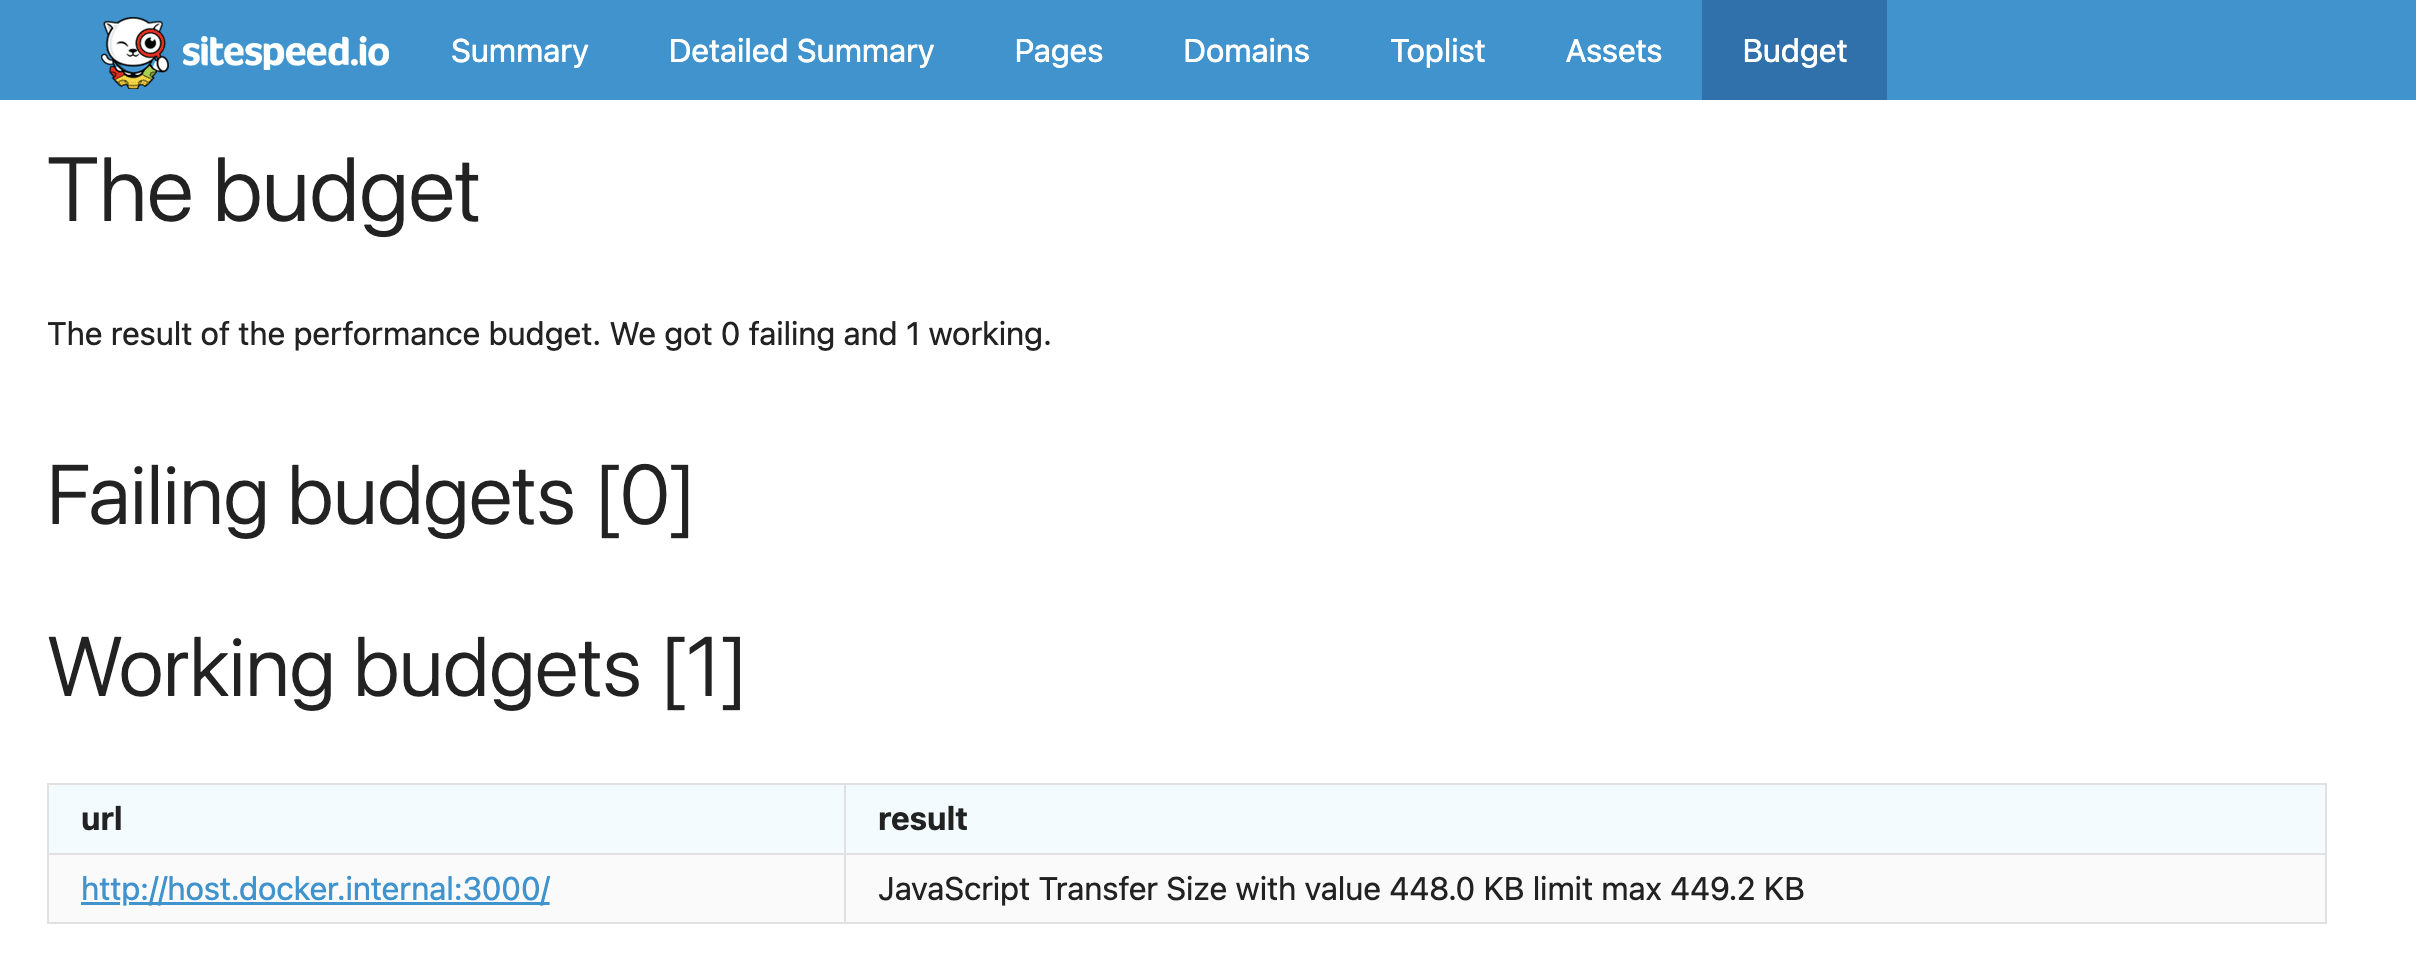 sitespeed.io Summary Detailed Summary Pages Domains Toplist Assets Budget
The budget
The result of the performance budget. We got 0 failing and 1 working.
Failing budgets [0]
Working budgets [1]
url result
http://host.docker.internal:3000/ JavaScript Transfer Size with value 448.0 KB limit max 449.2 KB